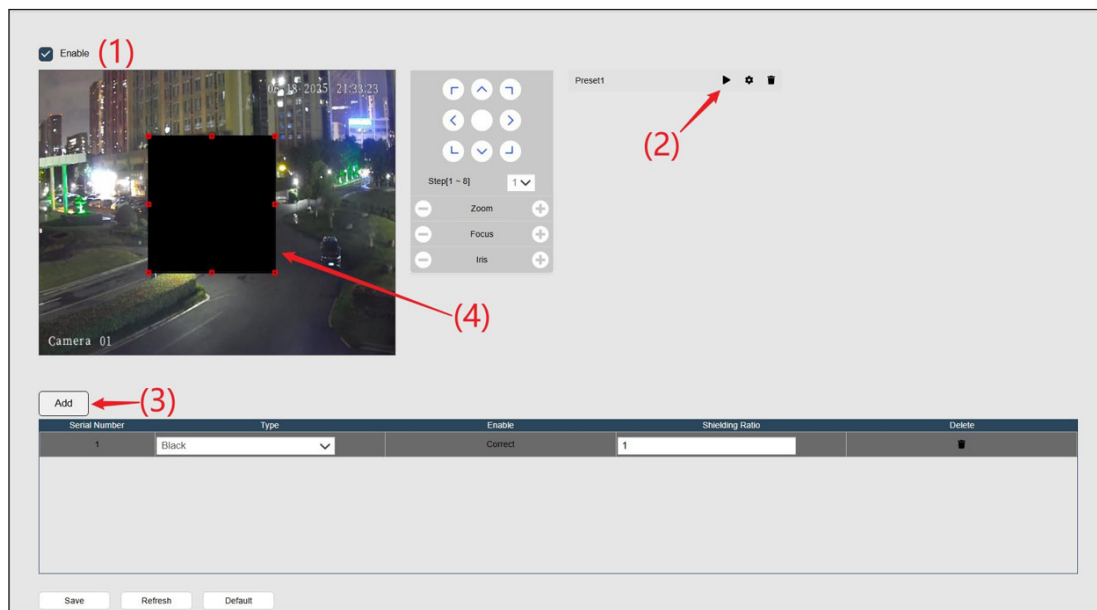 Enable (1)
06-18-2025 21:33:23
Preset1
(2)
Step[1 ~ 8] 1
Zoom
Focus
Iris
(4)
Camera 01
Add (3)
Serial Number Type Enable Shielding Ratio Delete
1 Black Correct 1
Save Refresh Default